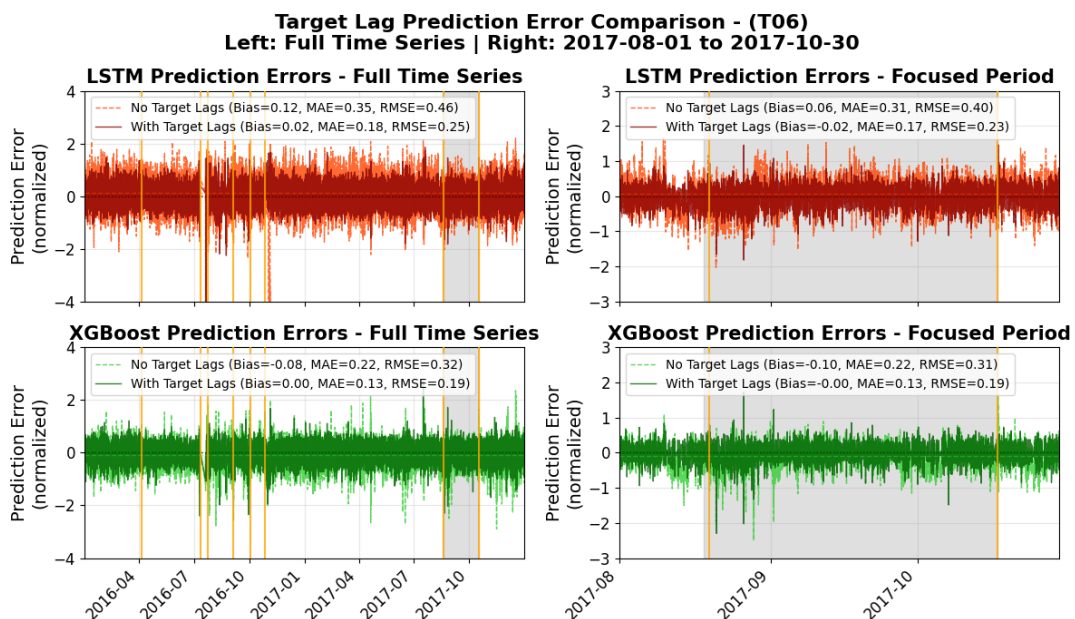 Target Lag Prediction Error Comparison - (T06)
Left: Full Time Series | Right: 2017-08-01 to 2017-10-30
LSTM Prediction Errors - Full Time Series
Prediction Error
(normalized)
4
2
0
−2
−4
No Target Lags (Bias=0.12, MAE=0.35, RMSE=0.46)
With Target Lags (Bias=0.02, MAE=0.18, RMSE=0.25)
LSTM Prediction Errors - Focused Period
Prediction Error
(normalized)
3
2
1
0
−1
−2
−3
No Target Lags (Bias=0.06, MAE=0.31, RMSE=0.40)
With Target Lags (Bias=-0.02, MAE=0.17, RMSE=0.23)
XGBoost Prediction Errors - Full Time Series
Prediction Error
(normalized)
4
2
0
−2
−4
No Target Lags (Bias=-0.08, MAE=0.22, RMSE=0.32)
With Target Lags (Bias=0.00, MAE=0.13, RMSE=0.19)
2016-04
2016-07
2016-10
2017-01
2017-04
2017-07
2017-10
XGBoost Prediction Errors - Focused Period
Prediction Error
(normalized)
3
2
1
0
−1
−2
−3
No Target Lags (Bias=-0.10, MAE=0.22, RMSE=0.31)
With Target Lags (Bias=-0.00, MAE=0.13, RMSE=0.19)
2017-08
2017-09
2017-10